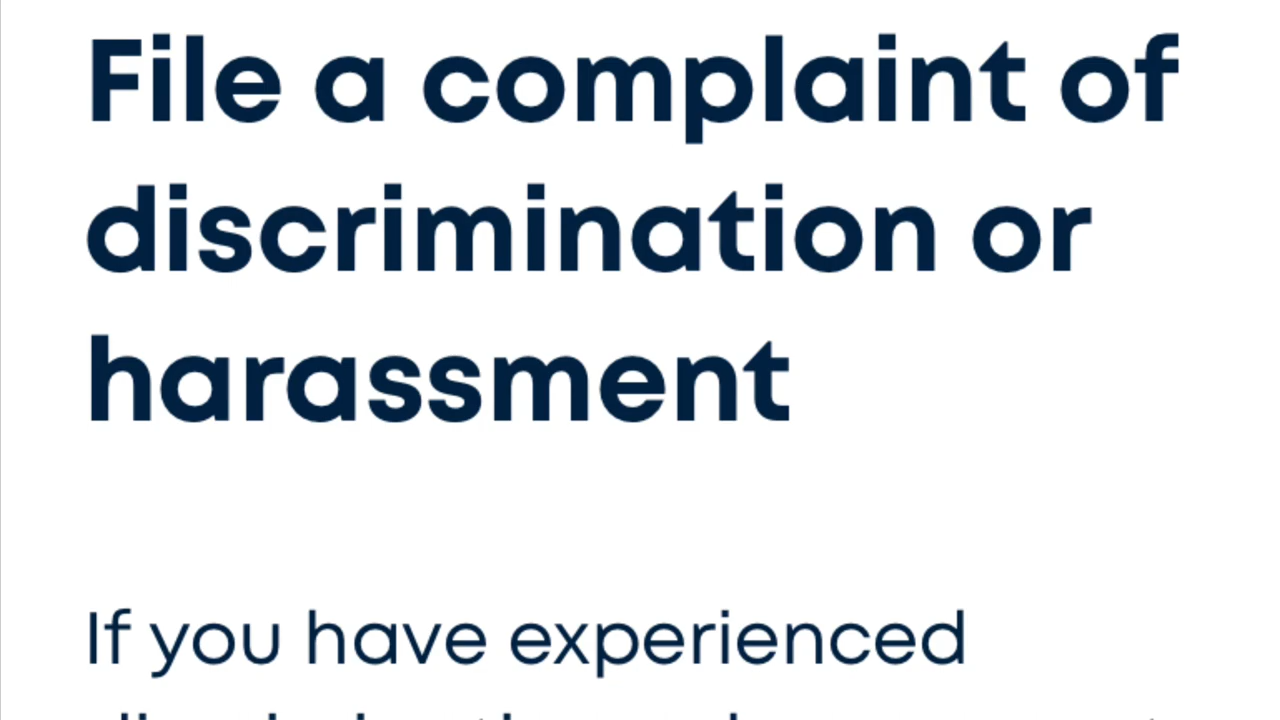 File a complaint of
discrimination or
harassment
If you have experienced